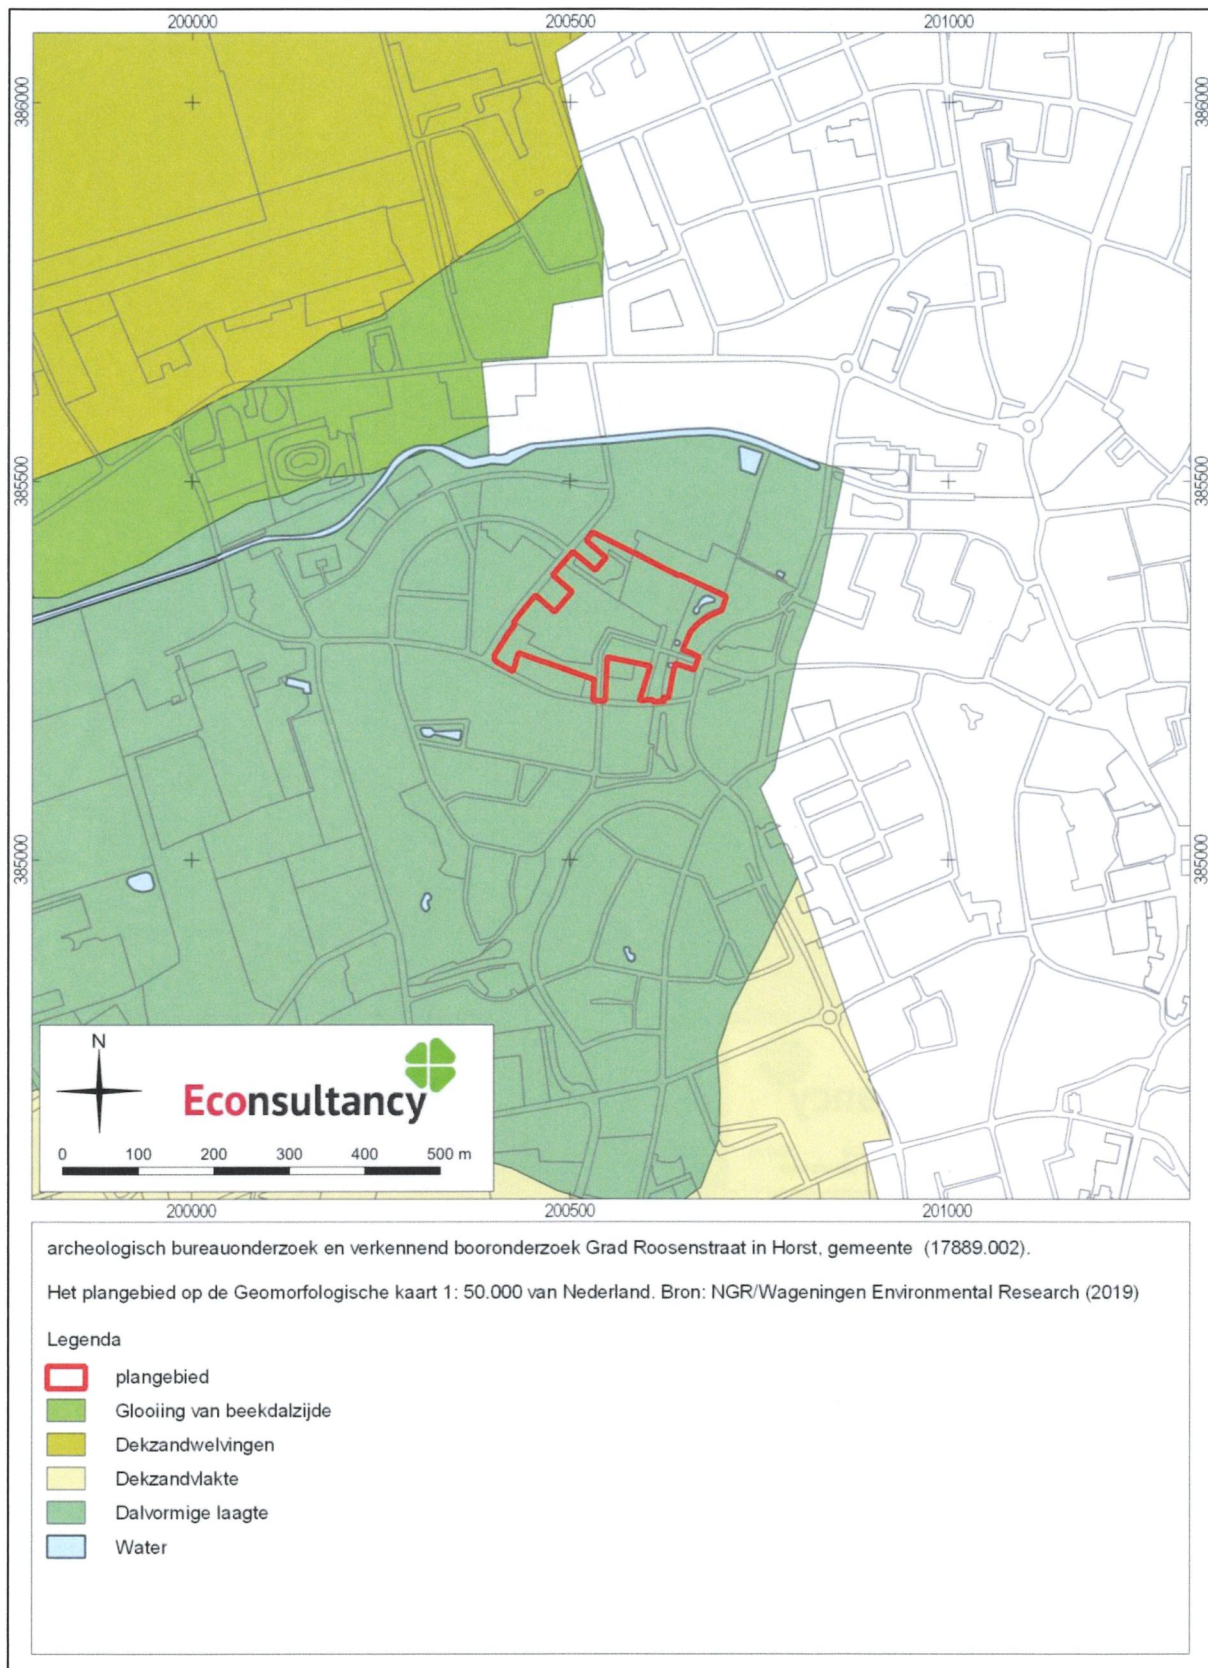 200000 200500 201000
386000 386000
385500 385500
385000 385000
N
Econsultancy
0 100 200 300 400 500 m
200000 200500 201000
archeologisch bureauonderzoek en verkennend booronderzoek Grad Roosenstraat in Horst, gemeente (17889.002).
Het plangebied op de Geomorfologische kaart 1: 50.000 van Nederland. Bron: NGR/Wageningen Environmental Research (2019)
Legenda
plangebied
Glooiing van beekdalzijde
Dekzandwelvingen
Dekzandvlakte
Dalvormige laagte
Water